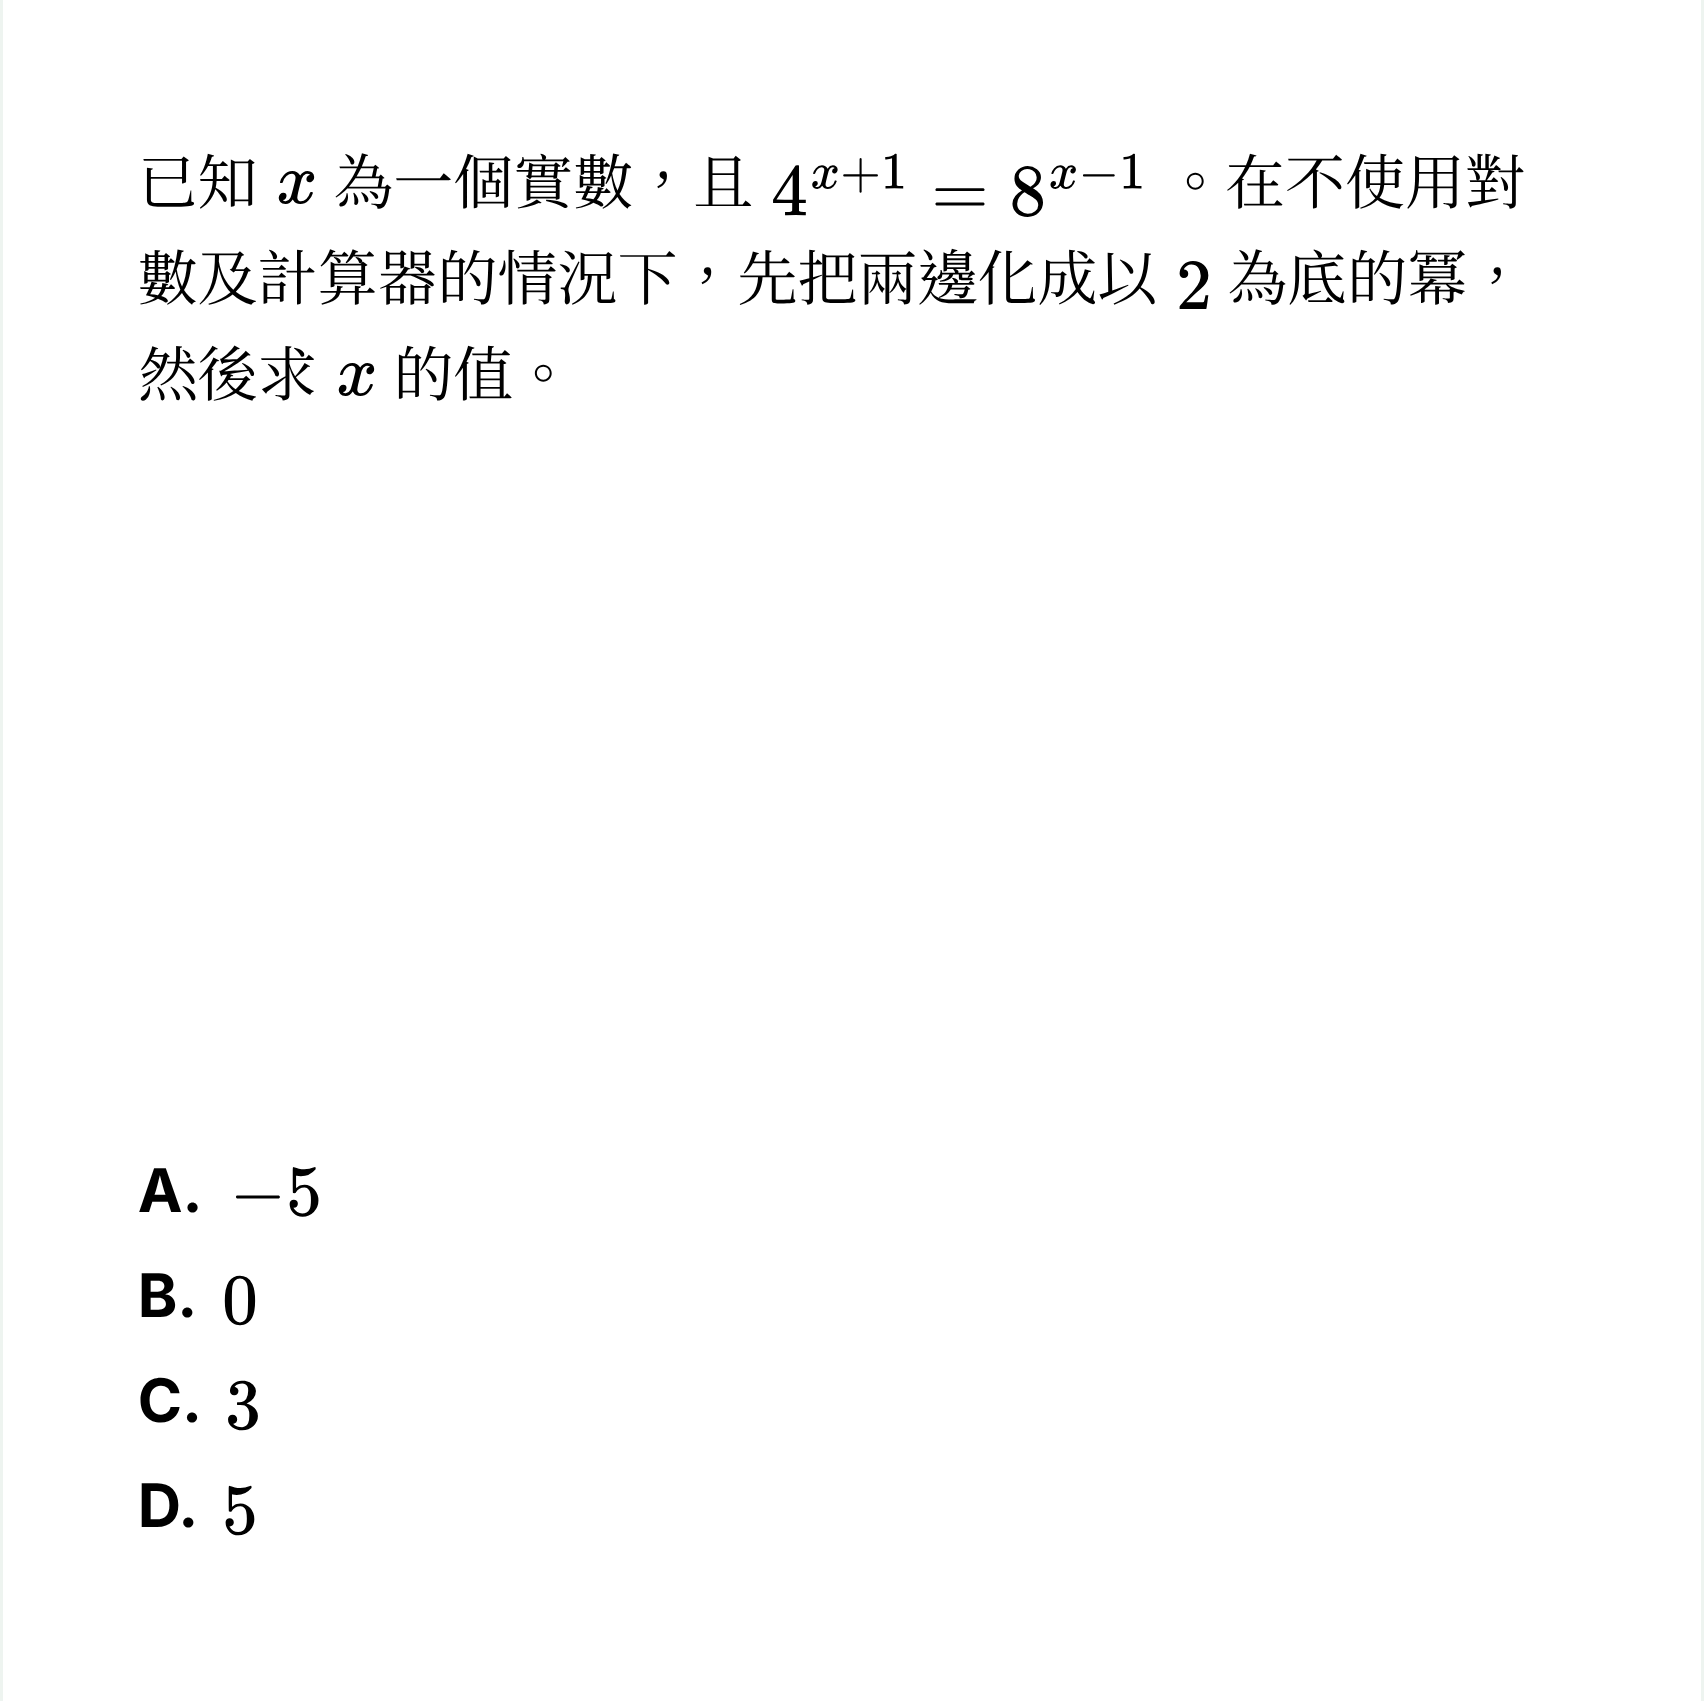 已知 x 為一個實數，且 4^{x+1} = 8^{x−1} 。在不使用對
數及計算器的情況下，先把兩邊化成以 2 為底的冪，
然後求 x 的值。
A. −5
B. 0
C. 3
D. 5